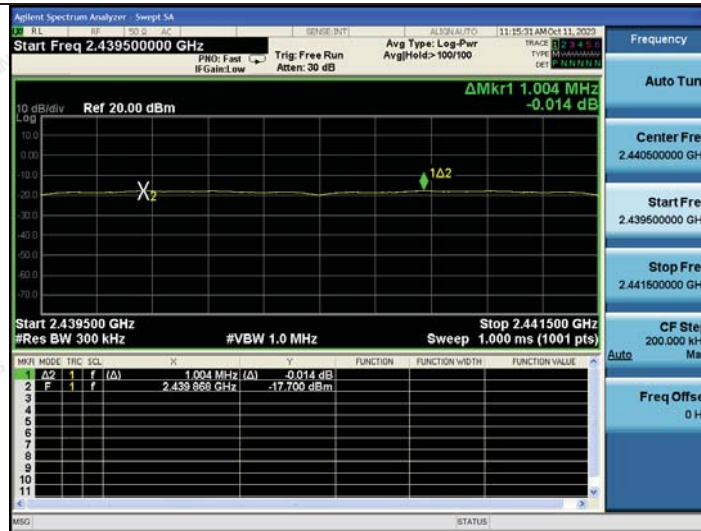 Agilent Spectrum Analyzer - Swept SA
RL RF 50 Ω AC SENSE:INT ALIGN AUTO 11:15:31 AM Oct 11, 2023
Start Freq 2.439500000 GHz
PNO: Fast
IFGain:Low
Trig: Free Run
Atten: 30 dB
Avg Type: Log-Pwr
Avg|Hold:> 100/100
TRACE 1 2 3 4 5 6
TYPE
DET P N N N N N
ΔMkr1 1.004 MHz
-0.014 dB
10 dB/div Ref 20.00 dBm
Log
10.0
0.00
-10.0
-20.0
-30.0
-40.0
-50.0
-60.0
-70.0
2
1Δ2
Start 2.439500 GHz Stop 2.441500 GHz
#Res BW 300 kHz #VBW 1.0 MHz Sweep 1.000 ms (1001 pts)
MKR MODE TRC SCL X Y FUNCTION FUNCTION WIDTH FUNCTION VALUE
1 Δ2 1 f (Δ) 1.004 MHz (Δ) -0.014 dB
2 F 1 f 2.439 868 GHz -17.700 dBm
3
4
5
6
7
8
9
10
11
MSG STATUS
Frequency
Auto Tun
Center Fre
2.440500000 GH
Start Fre
2.439500000 GH
Stop Fre
2.441500000 GH
CF Ste
200.000 kH
Auto Ma
Freq Offse
0 H